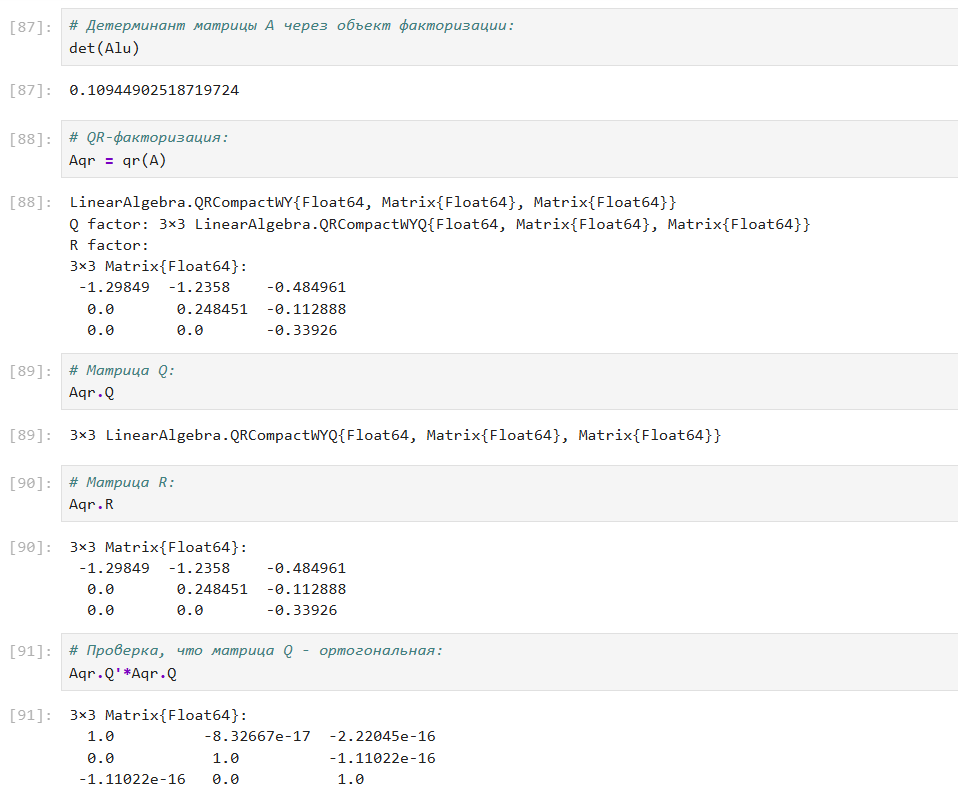 [87]: # Детерминант матрицы A через объект факторизации:
det(Alu)
[87]: 0.10944902518719724
[88]: # QR-факторизация:
Aqr = qr(A)
[88]: LinearAlgebra.QRCompactWY{Float64, Matrix{Float64}, Matrix{Float64}}
Q factor: 3×3 LinearAlgebra.QRCompactWYQ{Float64, Matrix{Float64}, Matrix{Float64}}
R factor:
3×3 Matrix{Float64}:
-1.29849 -1.2358 -0.484961
0.0 0.248451 -0.112888
0.0 0.0 -0.33926
[89]: # Матрица Q:
Aqr.Q
[89]: 3×3 LinearAlgebra.QRCompactWYQ{Float64, Matrix{Float64}, Matrix{Float64}}
[90]: # Матрица R:
Aqr.R
[90]: 3×3 Matrix{Float64}:
-1.29849 -1.2358 -0.484961
0.0 0.248451 -0.112888
0.0 0.0 -0.33926
[91]: # Проверка, что матрица Q - ортогональная:
Aqr.Q'*Aqr.Q
[91]: 3×3 Matrix{Float64}:
1.0 -8.32667e-17 -2.22045e-16
0.0 1.0 -1.11022e-16
-1.11022e-16 0.0 1.0